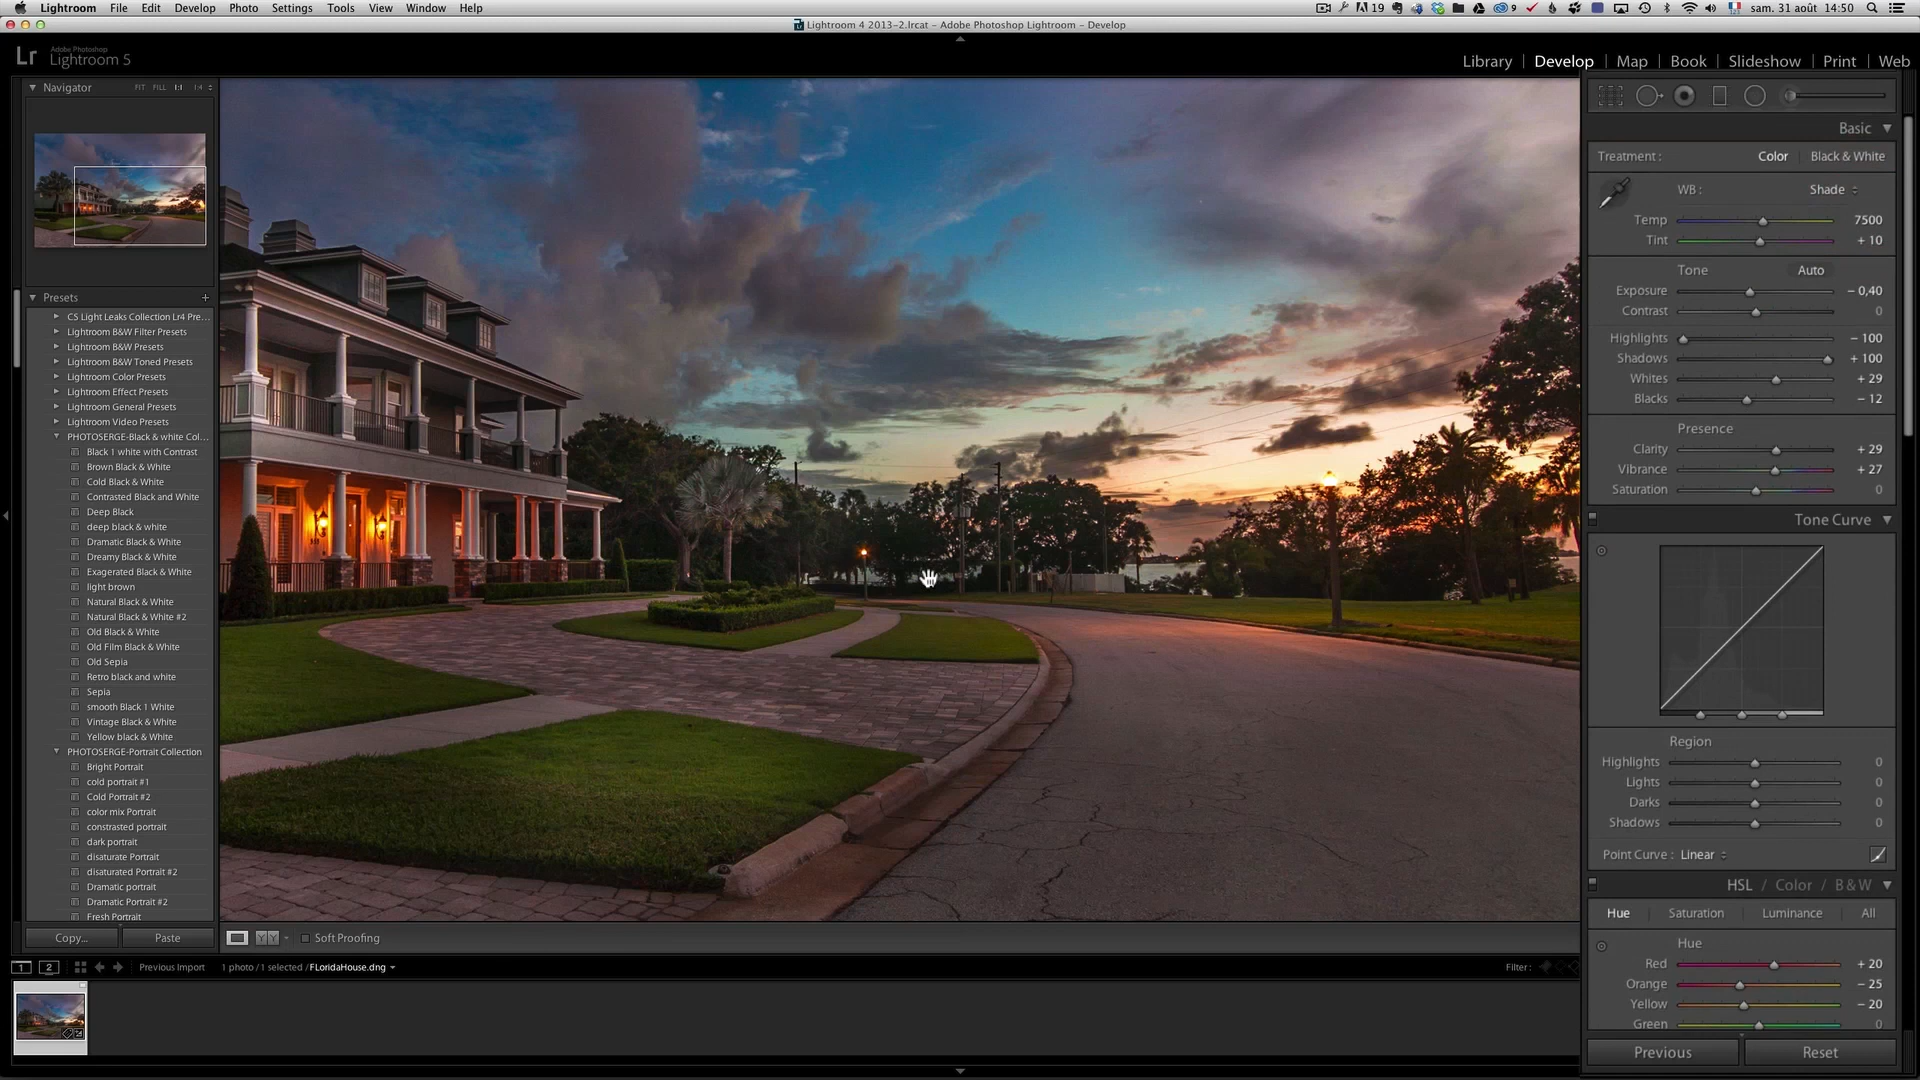 Lightroom File Edit Develop Photo Settings Tools View Window Help 19 9 sam. 31 août 14:50
Lightroom 4 2013-2.lrcat – Adobe Photoshop Lightroom – Develop
Lr Adobe Photoshop
Lightroom 5
Library | Develop | Map | Book | Slideshow | Print | Web
Navigator FIT FILL 1:1
Basic
Treatment : Color Black & White
WB : Shade
Temp 7500
Tint + 10
Tone Auto
Exposure – 0,40
Contrast 0
Highlights – 100
Shadows + 100
Whites + 29
Blacks – 12
Presence
Clarity + 29
Vibrance + 27
Saturation 0
Tone Curve
Region
Highlights 0
Lights 0
Darks 0
Shadows 0
Point Curve : Linear
HSL / Color / B & W
Hue Saturation Luminance All
Hue
Red + 20
Orange – 25
Yellow – 20
Green 0
Previous Reset
Presets +
CS Light Leaks Collection Lr4 Pre...
Lightroom B&W Filter Presets
Lightroom B&W Presets
Lightroom B&W Toned Presets
Lightroom Color Presets
Lightroom Effect Presets
Lightroom General Presets
Lightroom Video Presets
PHOTOSERGE-Black & white Col...
Black 1 white with Contrast
Brown Black & White
Cold Black & White
Contrasted Black and White
Deep Black
deep black & white
Dramatic Black & White
Dreamy Black & White
Exagerated Black & White
light brown
Natural Black & White
Natural Black & White #2
Old Black & White
Old Film Black & White
Old Sepia
Retro black and white
Sepia
smooth Black 1 White
Vintage Black & White
Yellow black & White
PHOTOSERGE-Portrait Collection
Bright Portrait
cold portrait #1
Cold Portrait #2
color mix Portrait
constrasted portrait
dark portrait
disaturate Portrait
disaturated Portrait #2
Dramatic portrait
Dramatic Portrait #2
Fresh Portrait
Copy... Paste
Y Y Soft Proofing
1 2 Previous Import 1 photo / 1 selected / FLoridaHouse.dng Filter :